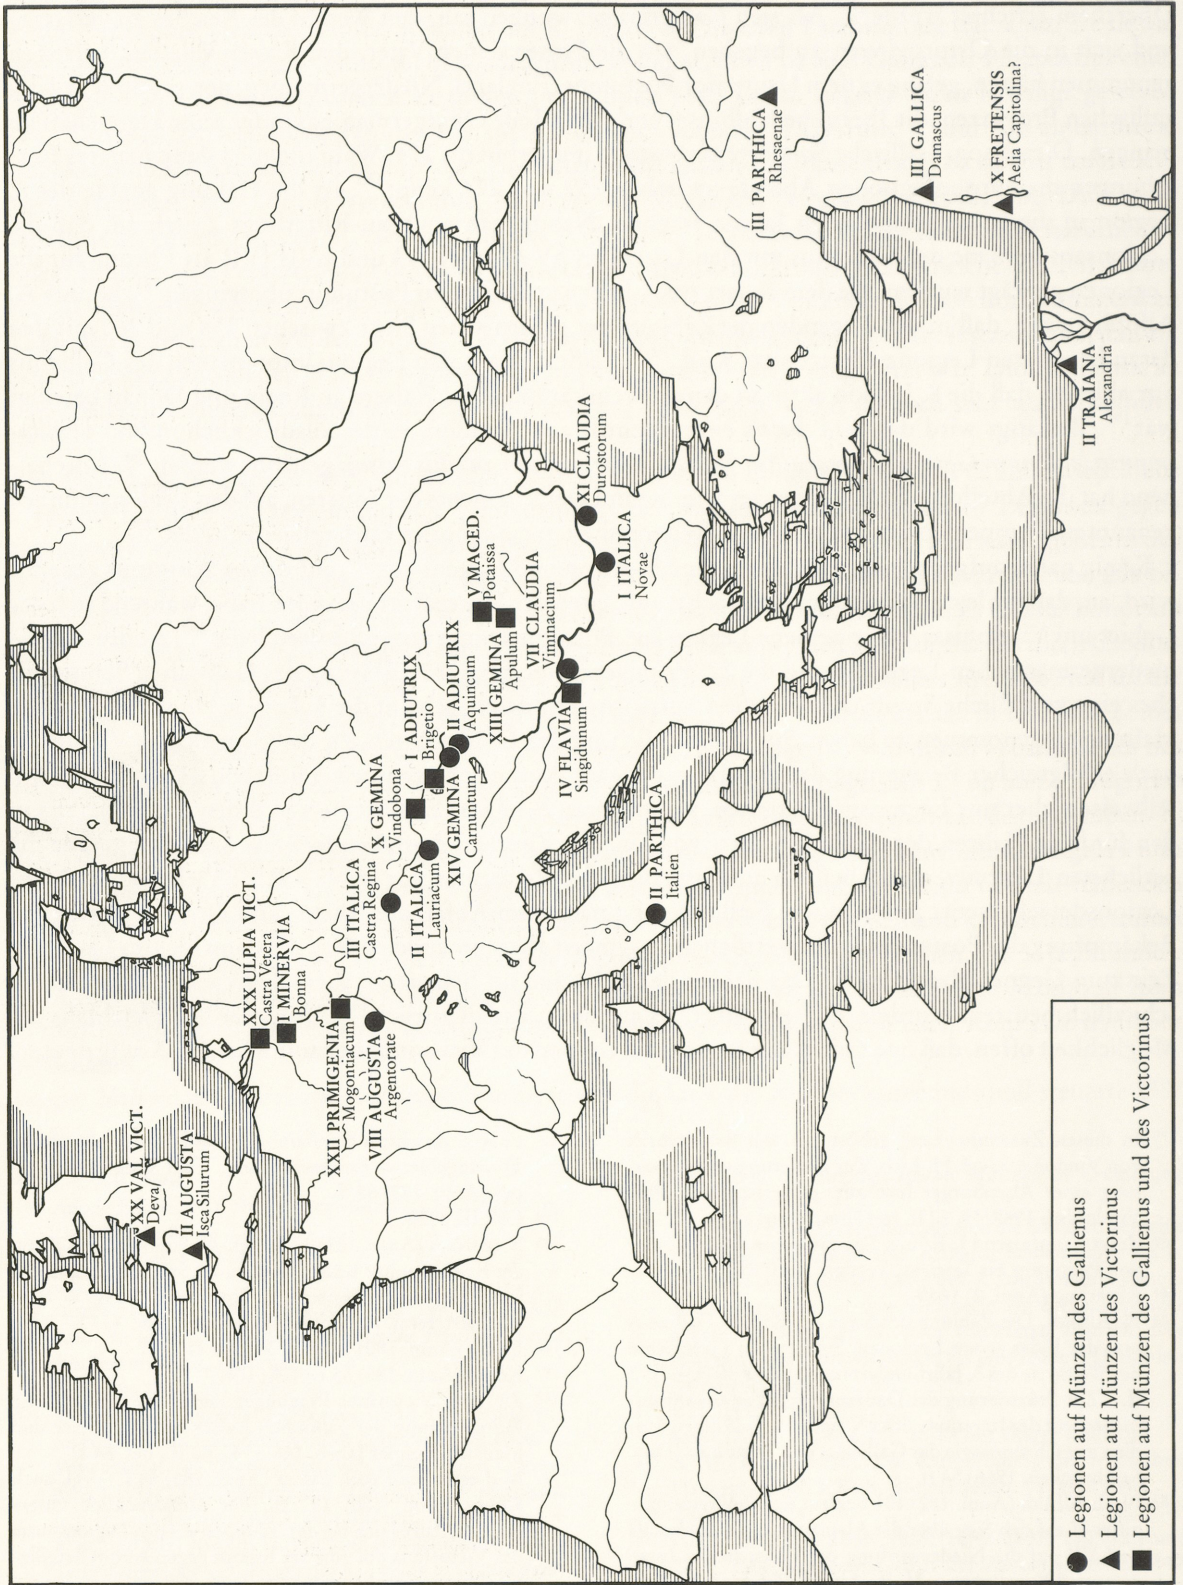 XX VAL VICT.
Deva
II AUGUSTA
Isca Silurum
XXX ULPIA VICT.
Castra Vetera
I MINERVIA
Bonna
XXII PRIMIGENIA
Mogontiacum
VIII AUGUSTA
Argentorate
III ITALICA
Castra Regina
II ITALICA
Lauriacum
X GEMINA
Vindobona
XIV GEMINA
Carnuntum
I ADIUTRIX
Brigetio
II ADIUTRIX
Aquincum
XIII GEMINA
Apulum
V MACED.
Potaissa
VII CLAUDIA
Viminacium
IV FLAVIA
Singidunum
XI CLAUDIA
Durostorum
I ITALICA
Novae
II PARTHICA
Italien
III PARTHICA
Rhesaenae
III GALLICA
Damascus
X FRETENSIS
Aelia Capitolina?
II TRAIANA
Alexandria
Legionen auf Münzen des Gallienus
Legionen auf Münzen des Victorinus
Legionen auf Münzen des Gallienus und des Victorinus